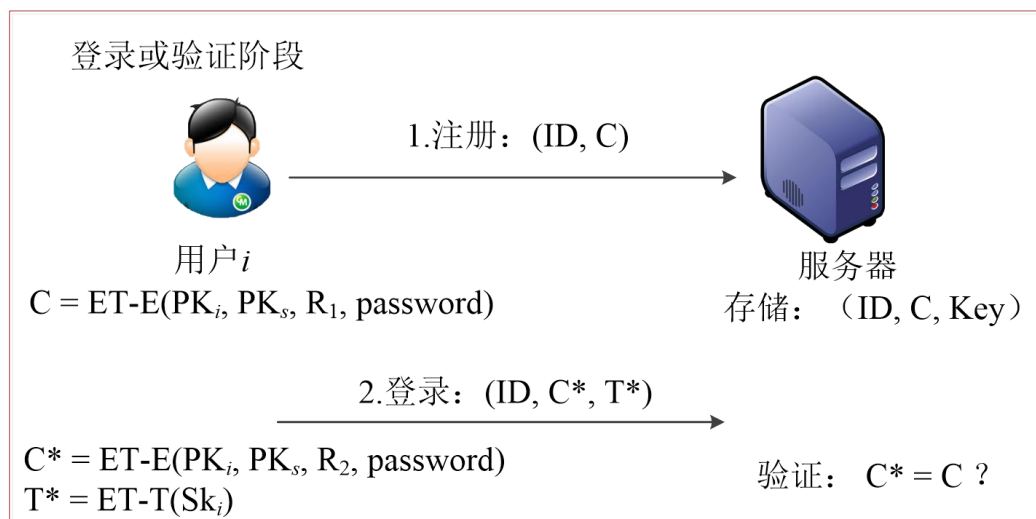 登录或验证阶段
1.注册：(ID, C)
用户i
服务器
C = ET-E(PKᵢ, PKₛ, R₁, password)
存储：（ID, C, Key）
2.登录：(ID, C*, T*)
C* = ET-E(PKᵢ, PKₛ, R₂, password)
T* = ET-T(Skᵢ)
验证： C* = C ？